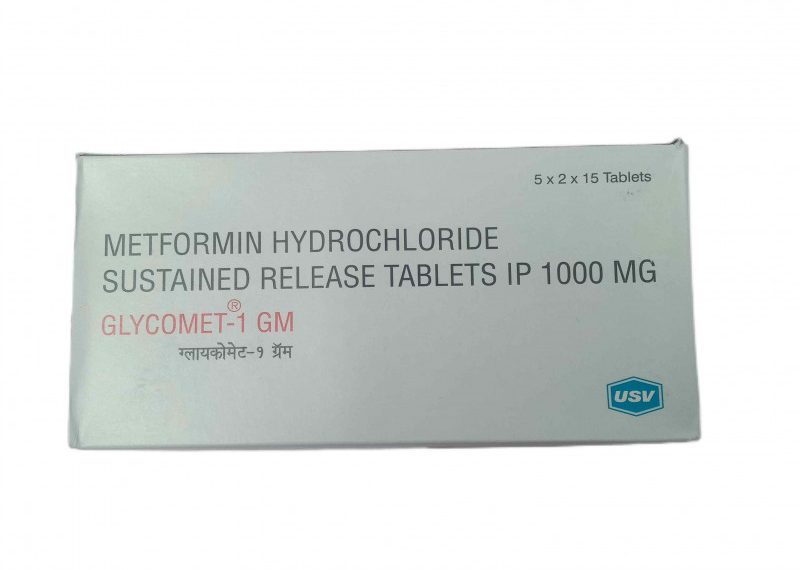 5 x 2 x 15 Tablets
METFORMIN HYDROCHLORIDE
SUSTAINED RELEASE TABLETS IP 1000 MG
GLYCOMET®-1 GM
ग्लायकोमेट-१ ग्रॅम
USV